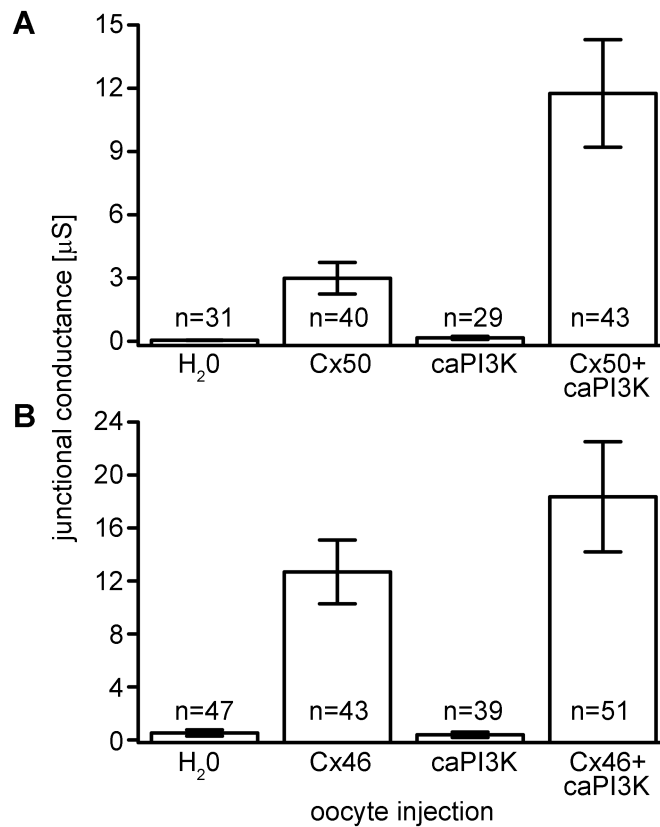 A
15
12
9
6
3
0
n=31 n=40 n=29 n=43
H₂0 Cx50 caPI3K Cx50+
caPI3K
junctional conductance [μS]
B
24
20
16
12
8
4
0
n=47 n=43 n=39 n=51
H₂0 Cx46 caPI3K Cx46+
caPI3K
oocyte injection